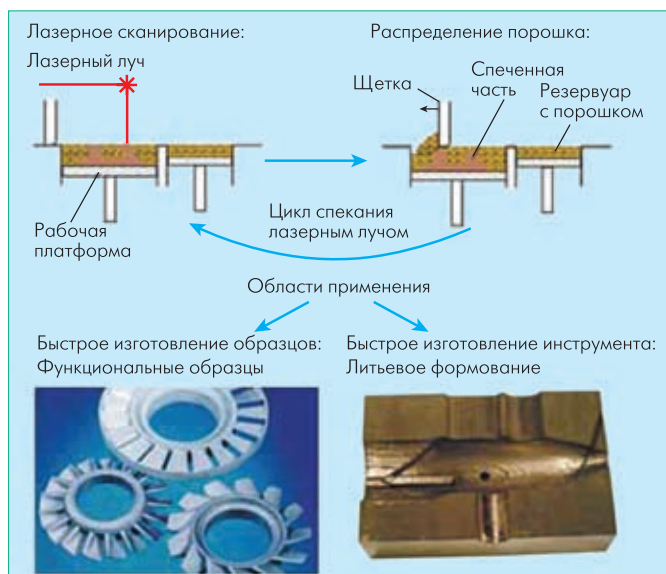 Лазерное сканирование:
Лазерный луч
Рабочая
платформа
Распределение порошка:
Щетка
Спеченная
часть
Резервуар
с порошком
Цикл спекания
лазерным лучом
Области применения
Быстрое изготовление образцов:
Функциональные образцы
Быстрое изготовление инструмента:
Литьевое формование